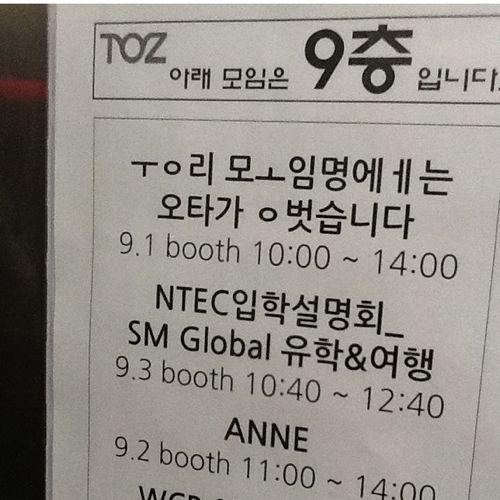 TOZ 아래 모임은 9층입니다.
ㅜㅇ리 모ㅗ임명에ㅔ는
오타가 ㅇ벗습니다
9.1 booth 10:00 ~ 14:00
NTEC입학설명회_
SM Global 유학&여행
9.3 booth 10:40 ~ 12:40
ANNE
9.2 booth 11:00 ~ 14:00